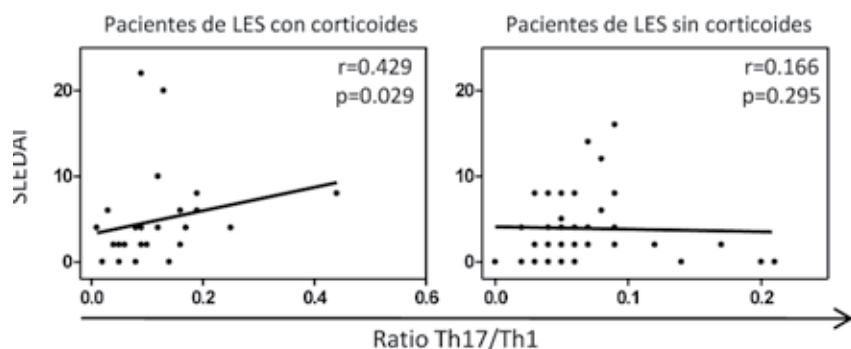 Pacientes de LES con corticoides
Pacientes de LES sin corticoides
r=0.429
p=0.029
r=0.166
p=0.295
SLEDAI
20
10
0
20
10
0
0.0
0.2
0.4
0.6
0.0
0.1
0.2
Ratio Th17/Th1